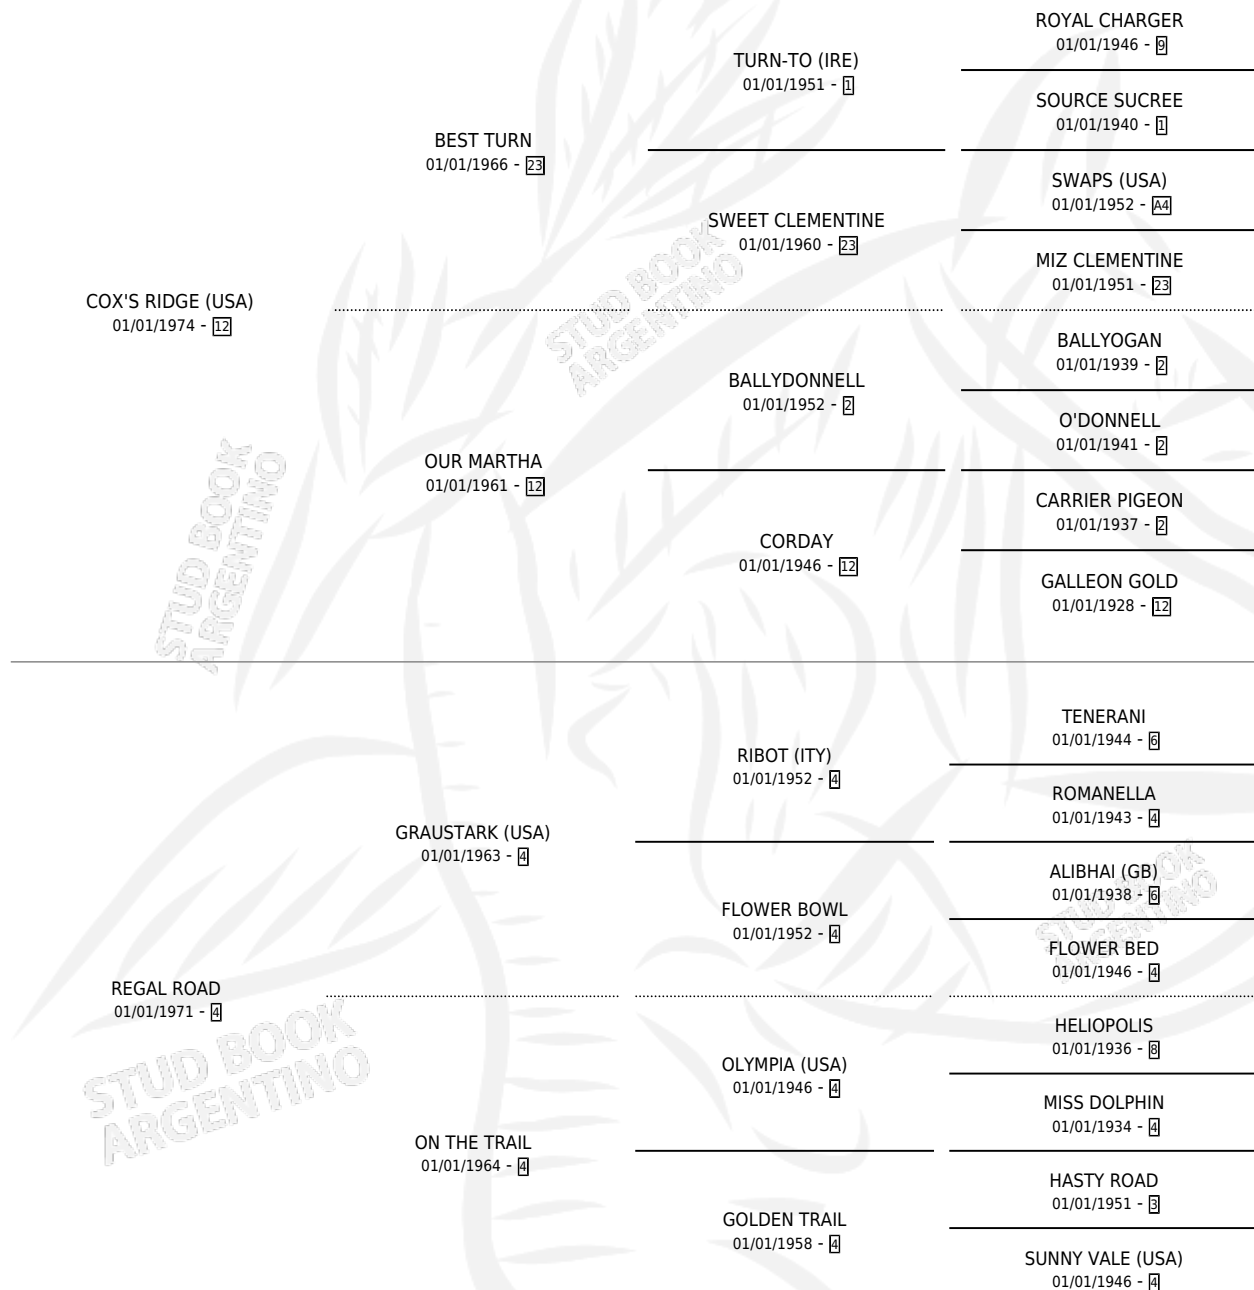 ROYAL CHARGER
01/01/1946 - 9
TURN-TO (IRE)
01/01/1951 - 1
SOURCE SUCREE
01/01/1940 - 1
BEST TURN
01/01/1966 - 23
SWAPS (USA)
01/01/1952 - A4
SWEET CLEMENTINE
01/01/1960 - 23
MIZ CLEMENTINE
01/01/1951 - 23
COX'S RIDGE (USA)
01/01/1974 - 12
STUD BOOK
ARGENTINO
BALLYOGAN
01/01/1939 - 2
BALLYDONNELL
01/01/1952 - 2
O'DONNELL
01/01/1941 - 2
OUR MARTHA
01/01/1961 - 12
CARRIER PIGEON
01/01/1937 - 2
CORDAY
01/01/1946 - 12
GALLEON GOLD
01/01/1928 - 12
STUD BOOK
ARGENTINO
TENERANI
01/01/1944 - 6
RIBOT (ITY)
01/01/1952 - 4
ROMANELLA
01/01/1943 - 4
GRAUSTARK (USA)
01/01/1963 - 4
ALIBHAI (GB)
01/01/1938 - 6
FLOWER BOWL
01/01/1952 - 4
STUD BOOK
ARGENTINO
FLOWER BED
01/01/1946 - 4
REGAL ROAD
01/01/1971 - 4
STUD BOOK
ARGENTINO
HELIOPOLIS
01/01/1936 - 8
OLYMPIA (USA)
01/01/1946 - 4
MISS DOLPHIN
01/01/1934 - 4
ON THE TRAIL
01/01/1964 - 4
HASTY ROAD
01/01/1951 - 3
GOLDEN TRAIL
01/01/1958 - 4
SUNNY VALE (USA)
01/01/1946 - 4